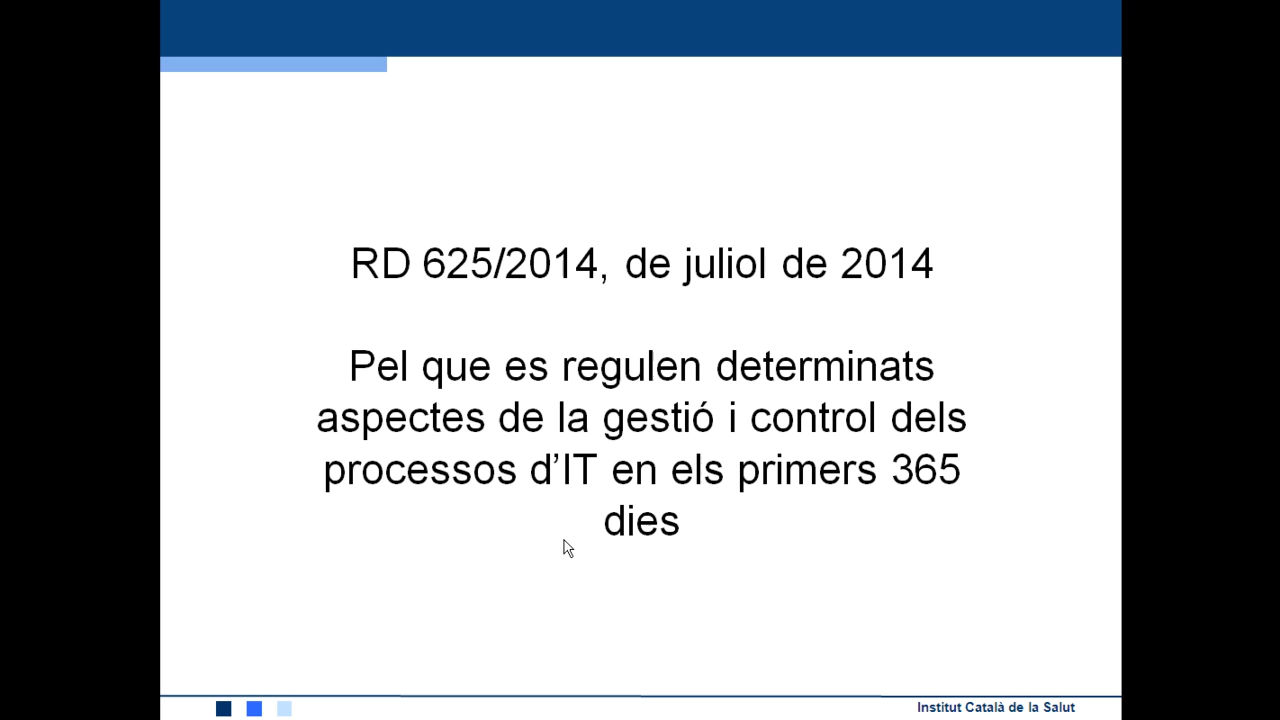 RD 625/2014, de juliol de 2014
Pel que es regulen determinats
aspectes de la gestió i control dels
processos d’IT en els primers 365
dies
Institut Català de la Salut